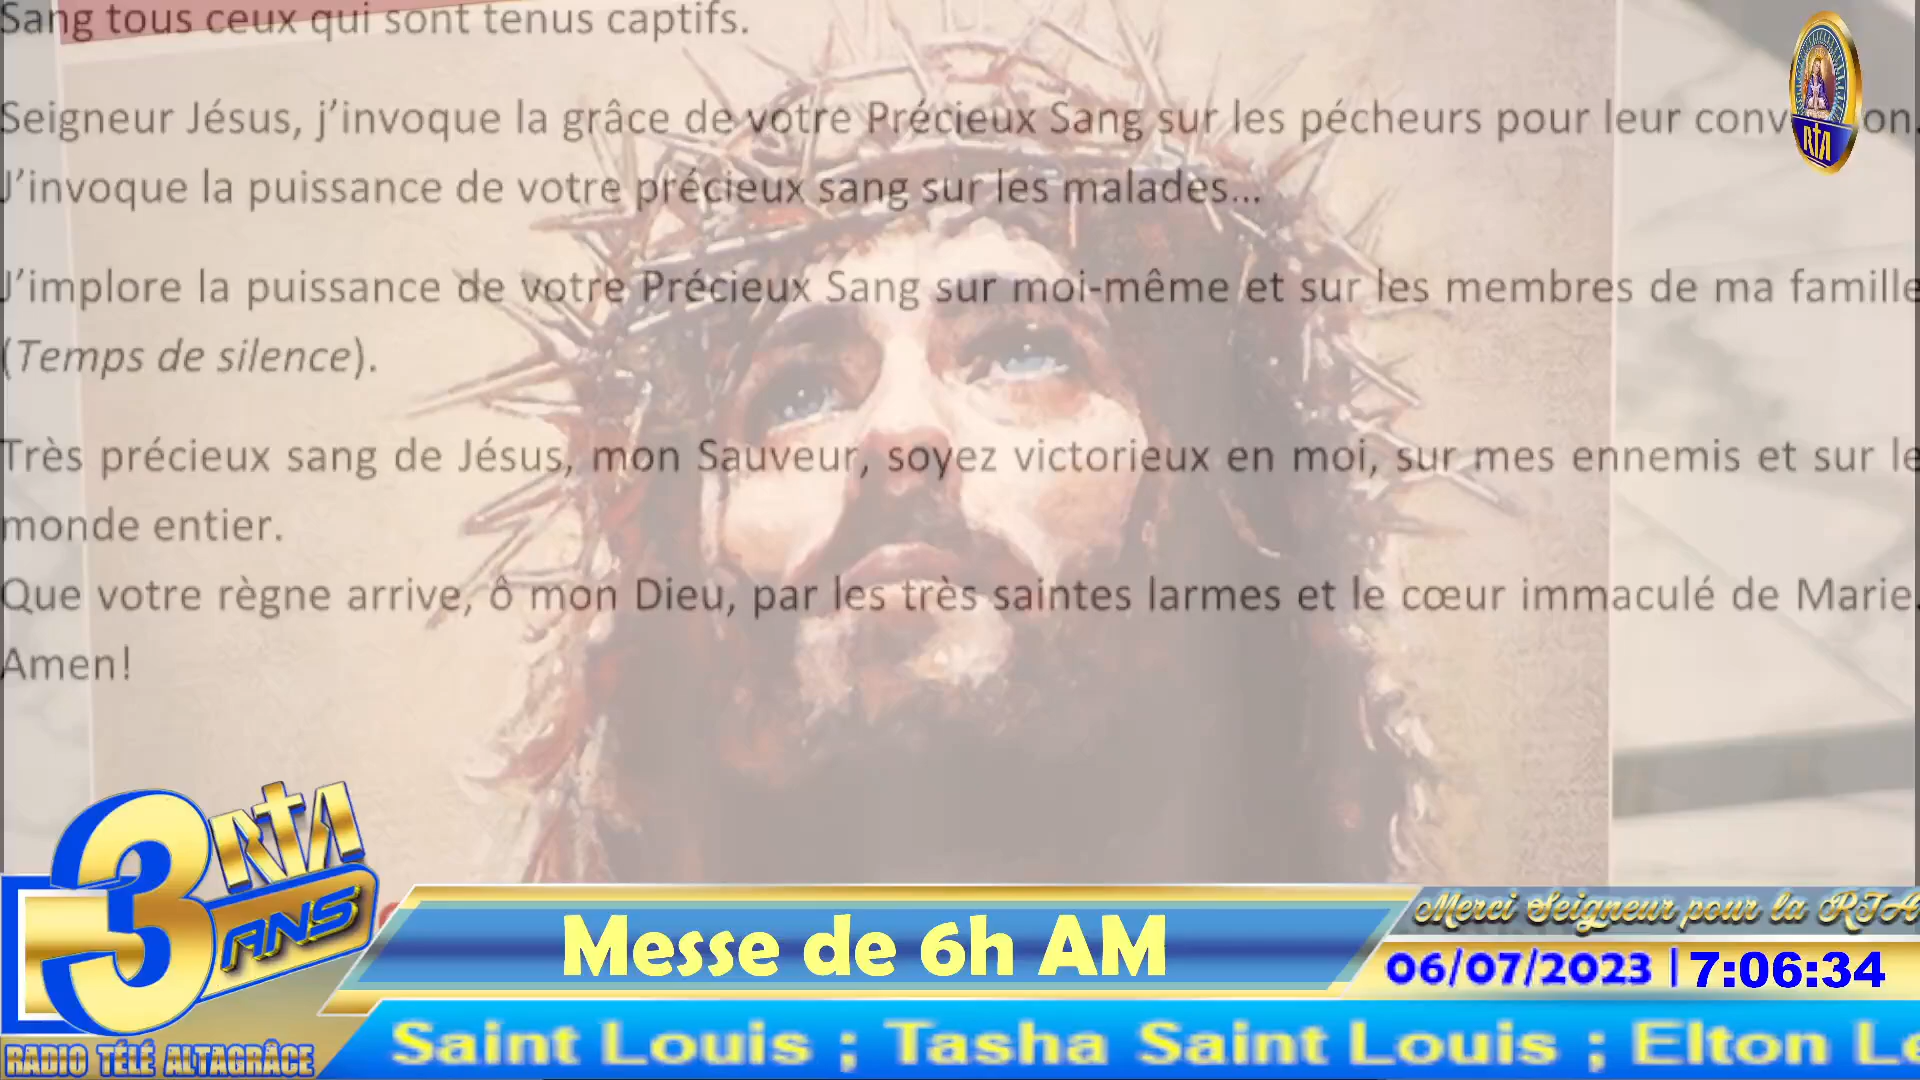 Sang tous ceux qui sont tenus captifs.
Seigneur Jésus, j’invoque la grâce de votre Précieux Sang sur les pécheurs pour leur
J’invoque la puissance de votre précieux sang sur les malades…
J’implore la puissance de votre Précieux Sang sur moi-même et sur les membres de ma famille
(Temps de silence).
Très précieux sang de Jésus, mon Sauveur, soyez victorieux en moi, sur mes ennemis et sur le
monde entier.
Que votre règne arrive, ô mon Dieu, par les très saintes larmes et le cœur immaculé de Marie.
Amen!
RTA
3 RTA
ANS
RADIO TÉLÉ ALTAGRÂCE
Messe de 6h AM
Merci Seigneur pour la RTA
06/07/2023 | 7:06:34
Saint Louis ; Tasha Saint Louis ; Elton